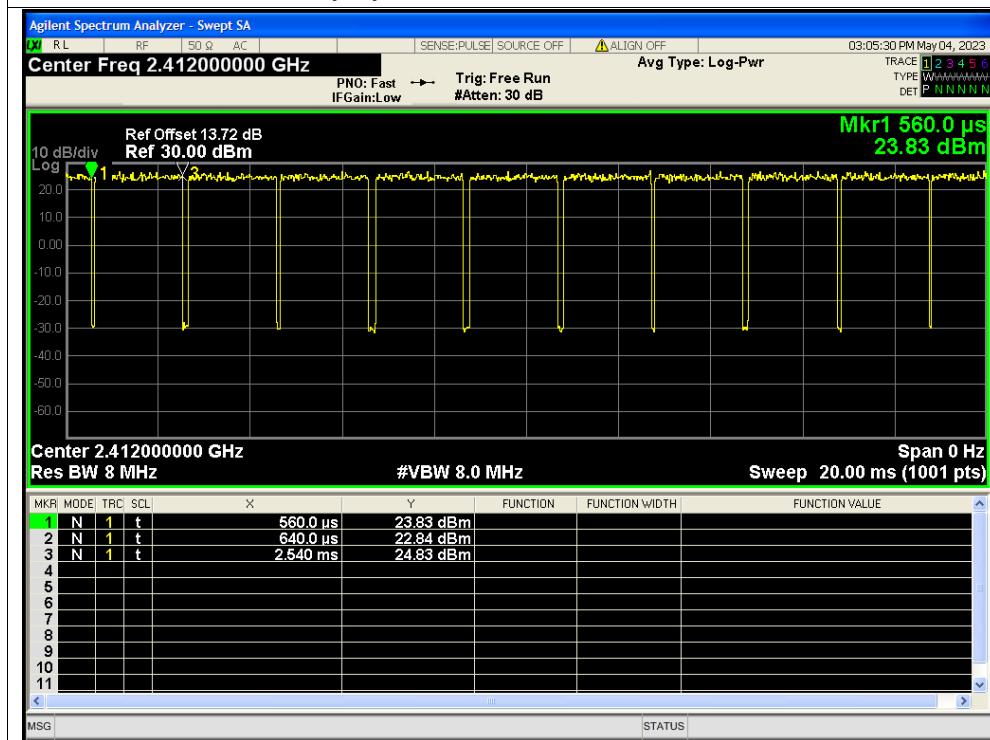 Agilent Spectrum Analyzer - Swept SA
LXI RL RF 50 Ω AC SENSE:PULSE SOURCE OFF ALIGN OFF 03:05:30 PM May 04, 2023
Center Freq 2.412000000 GHz Avg Type: Log-Pwr TRACE 1 2 3 4 5 6
PNO: Fast Trig: Free Run TYPE
IFGain:Low #Atten: 30 dB DET P N N N N N
Mkr1 560.0 µs
Ref Offset 13.72 dB
10 dB/div Ref 30.00 dBm 23.83 dBm
Log
1 3
20.0
10.0
0.00
-10.0
-20.0
-30.0
-40.0
-50.0
-60.0
Center 2.412000000 GHz Span 0 Hz
Res BW 8 MHz #VBW 8.0 MHz Sweep 20.00 ms (1001 pts)
MKR MODE TRC SCL X Y FUNCTION FUNCTION WIDTH FUNCTION VALUE
1 N 1 t 560.0 µs 23.83 dBm
2 N 1 t 640.0 µs 22.84 dBm
3 N 1 t 2.540 ms 24.83 dBm
4
5
6
7
8
9
10
11
MSG STATUS